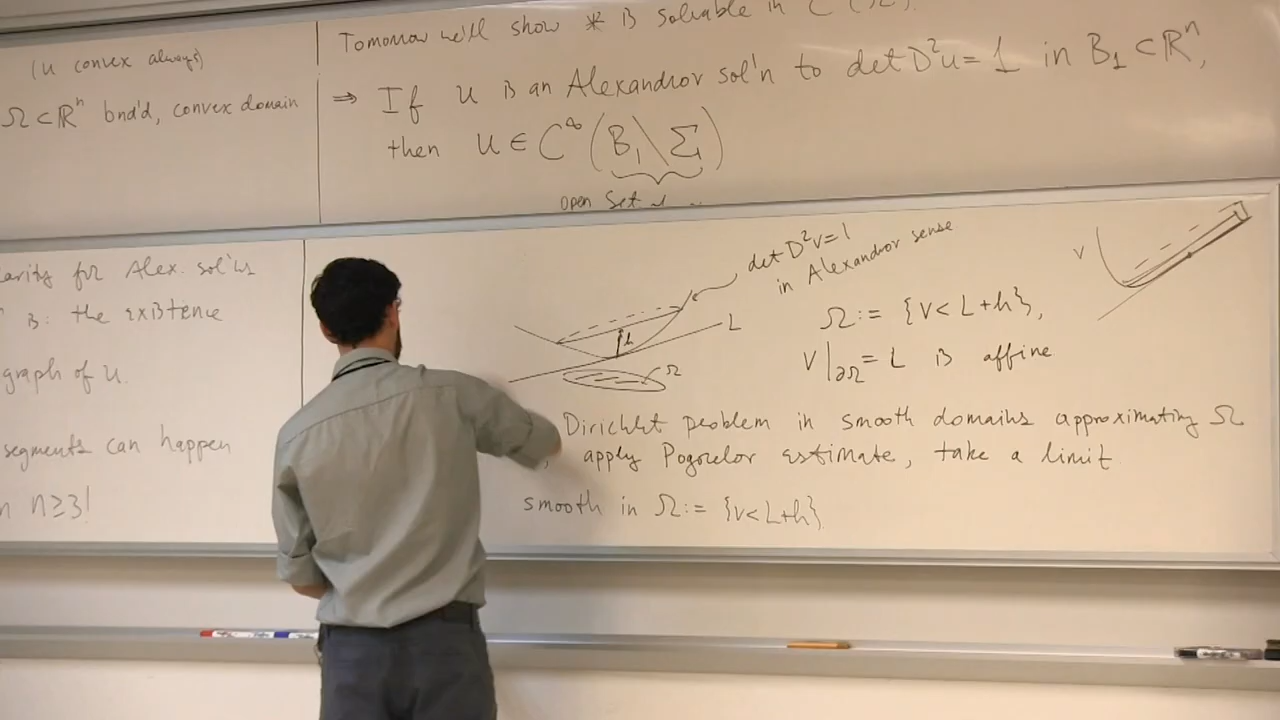 (u convex always)
Ω ⊂ ℝⁿ bnd'd, convex domain
Tomorrow we'll show * is solvable in C (Ω).
⇒ If u is an Alexandrov sol'n to det D²u = 1 in B₁ ⊂ ℝⁿ,
then u ∈ C^∞ (B₁ \ Σ)
open set
arity for Alex. sol'ns
is: the existence
graph of u.
segments can happen
n ≥ 3!
det D²v = 1
in Alexandrov sense
h
L
Ω
v
Ω := {v < L+h},
v|∂Ω = L is affine
Dirichlet problem in smooth domains approximating Ω
apply Pogorelov estimate, take a limit
smooth in Ω := {v < L+h}